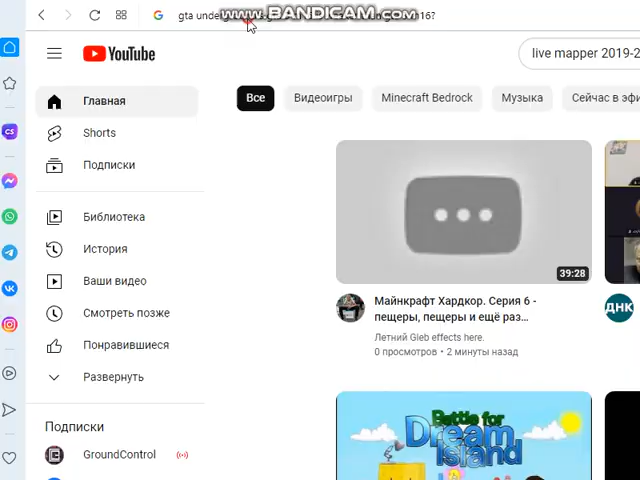 gta
www.BANDICAM.com
16?
YouTube
live mapper 2019-2
Главная
Все
Видеоигры
Minecraft Bedrock
Музыка
Сейчас в эфи
Shorts
Подписки
Библиотека
История
Ваши видео
Смотреть позже
Понравившиеся
Развернуть
39:28
Майнкрафт Хардкор. Серия 6 -
пещеры, пещеры и ещё раз...
Летний Gleb effects here.
0 просмотров • 2 минуты назад
ДНК
Подписки
GroundControl
Battle for
Dream
Island
CS